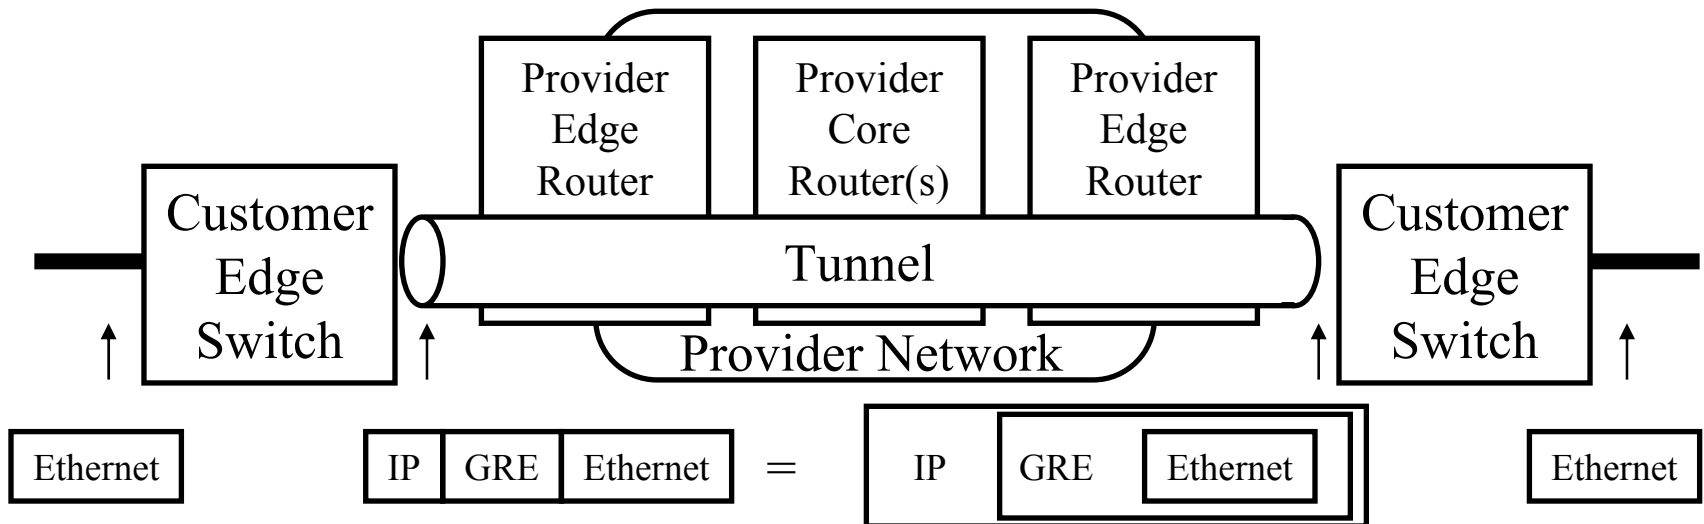 Provider
Edge
Router
Provider
Core
Router(s)
Provider
Edge
Router
Customer
Edge
Switch
Tunnel
Customer
Edge
Switch
Provider Network
Ethernet
IP GRE Ethernet = IP GRE Ethernet
Ethernet